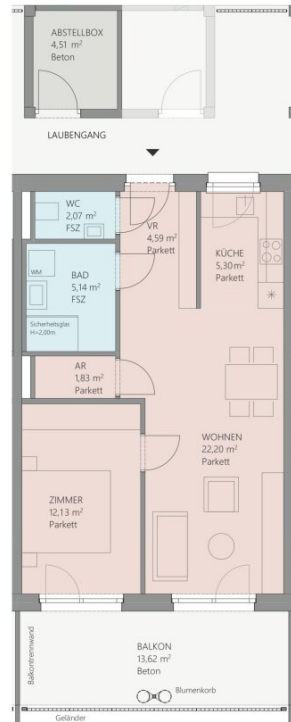 ABSTELLBOX
4,51 m²
Beton
LAUBENGANG
WC
2,07 m²
FSZ
VR
4,59 m²
Parkett
KÜCHE
5,30 m²
Parkett
WM
BAD
5,14 m²
FSZ
Sicherheitsglas
H=2,00m
AR
1,83 m²
Parkett
WOHNEN
22,20 m²
Parkett
ZIMMER
12,13 m²
Parkett
Balkontrennwand
BALKON
13,62 m²
Beton
Blumenkorb
Geländer